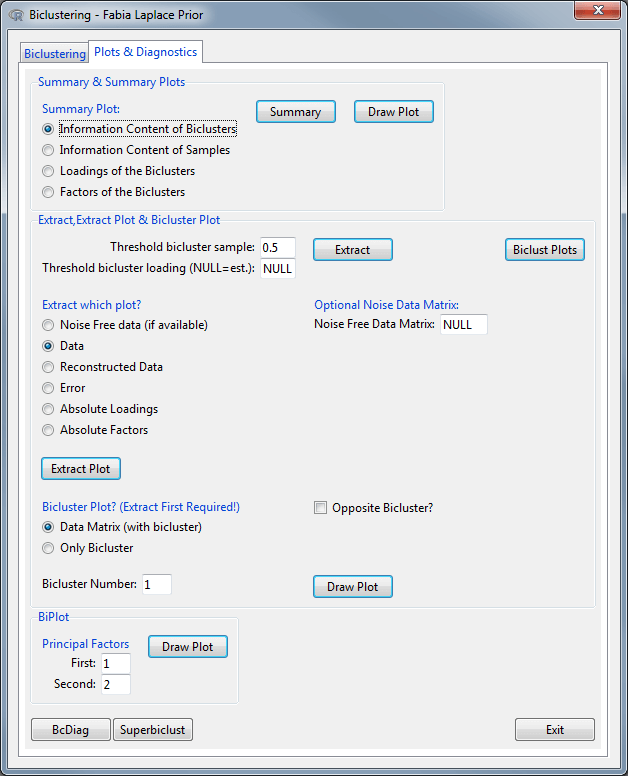 Biclustering - Fabia Laplace Prior
Biclustering Plots & Diagnostics
Summary & Summary Plots
Summary Plot: Summary Draw Plot
Information Content of Biclusters
Information Content of Samples
Loadings of the Biclusters
Factors of the Biclusters
Extract,Extract Plot & Bicluster Plot
Threshold bicluster sample: 0.5 Extract Biclust Plots
Threshold bicluster loading (NULL=est.): NULL
Extract which plot? Optional Noise Data Matrix:
Noise Free data (if available) Noise Free Data Matrix: NULL
Data
Reconstructed Data
Error
Absolute Loadings
Absolute Factors
Extract Plot
Bicluster Plot? (Extract First Required!) Opposite Bicluster?
Data Matrix (with bicluster)
Only Bicluster
Bicluster Number: 1 Draw Plot
BiPlot
Principal Factors Draw Plot
First: 1
Second: 2
BcDiag Superbiclust Exit